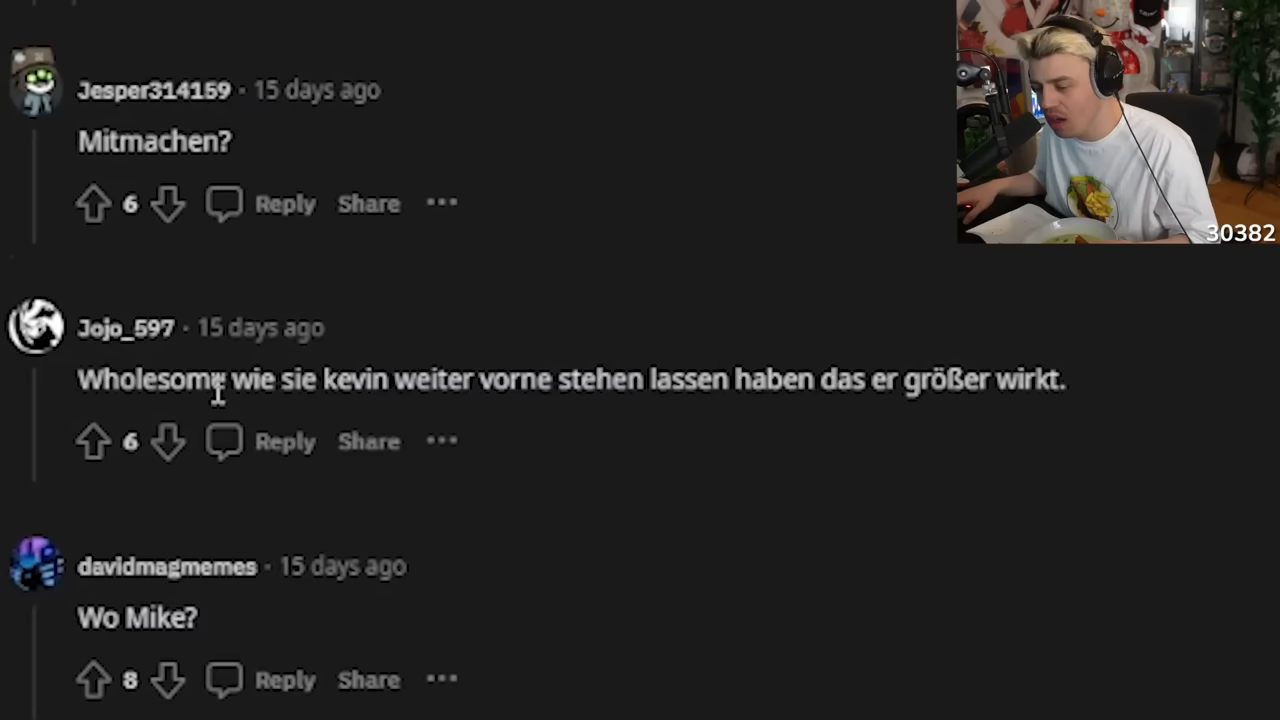 Jesper314159 · 15 days ago
Mitmachen?
6 Reply Share ···
30382
Jojo_597 · 15 days ago
Wholesome wie sie kevin weiter vorne stehen lassen haben das er größer wirkt.
6 Reply Share ···
davidmagmemes · 15 days ago
Wo Mike?
8 Reply Share ···